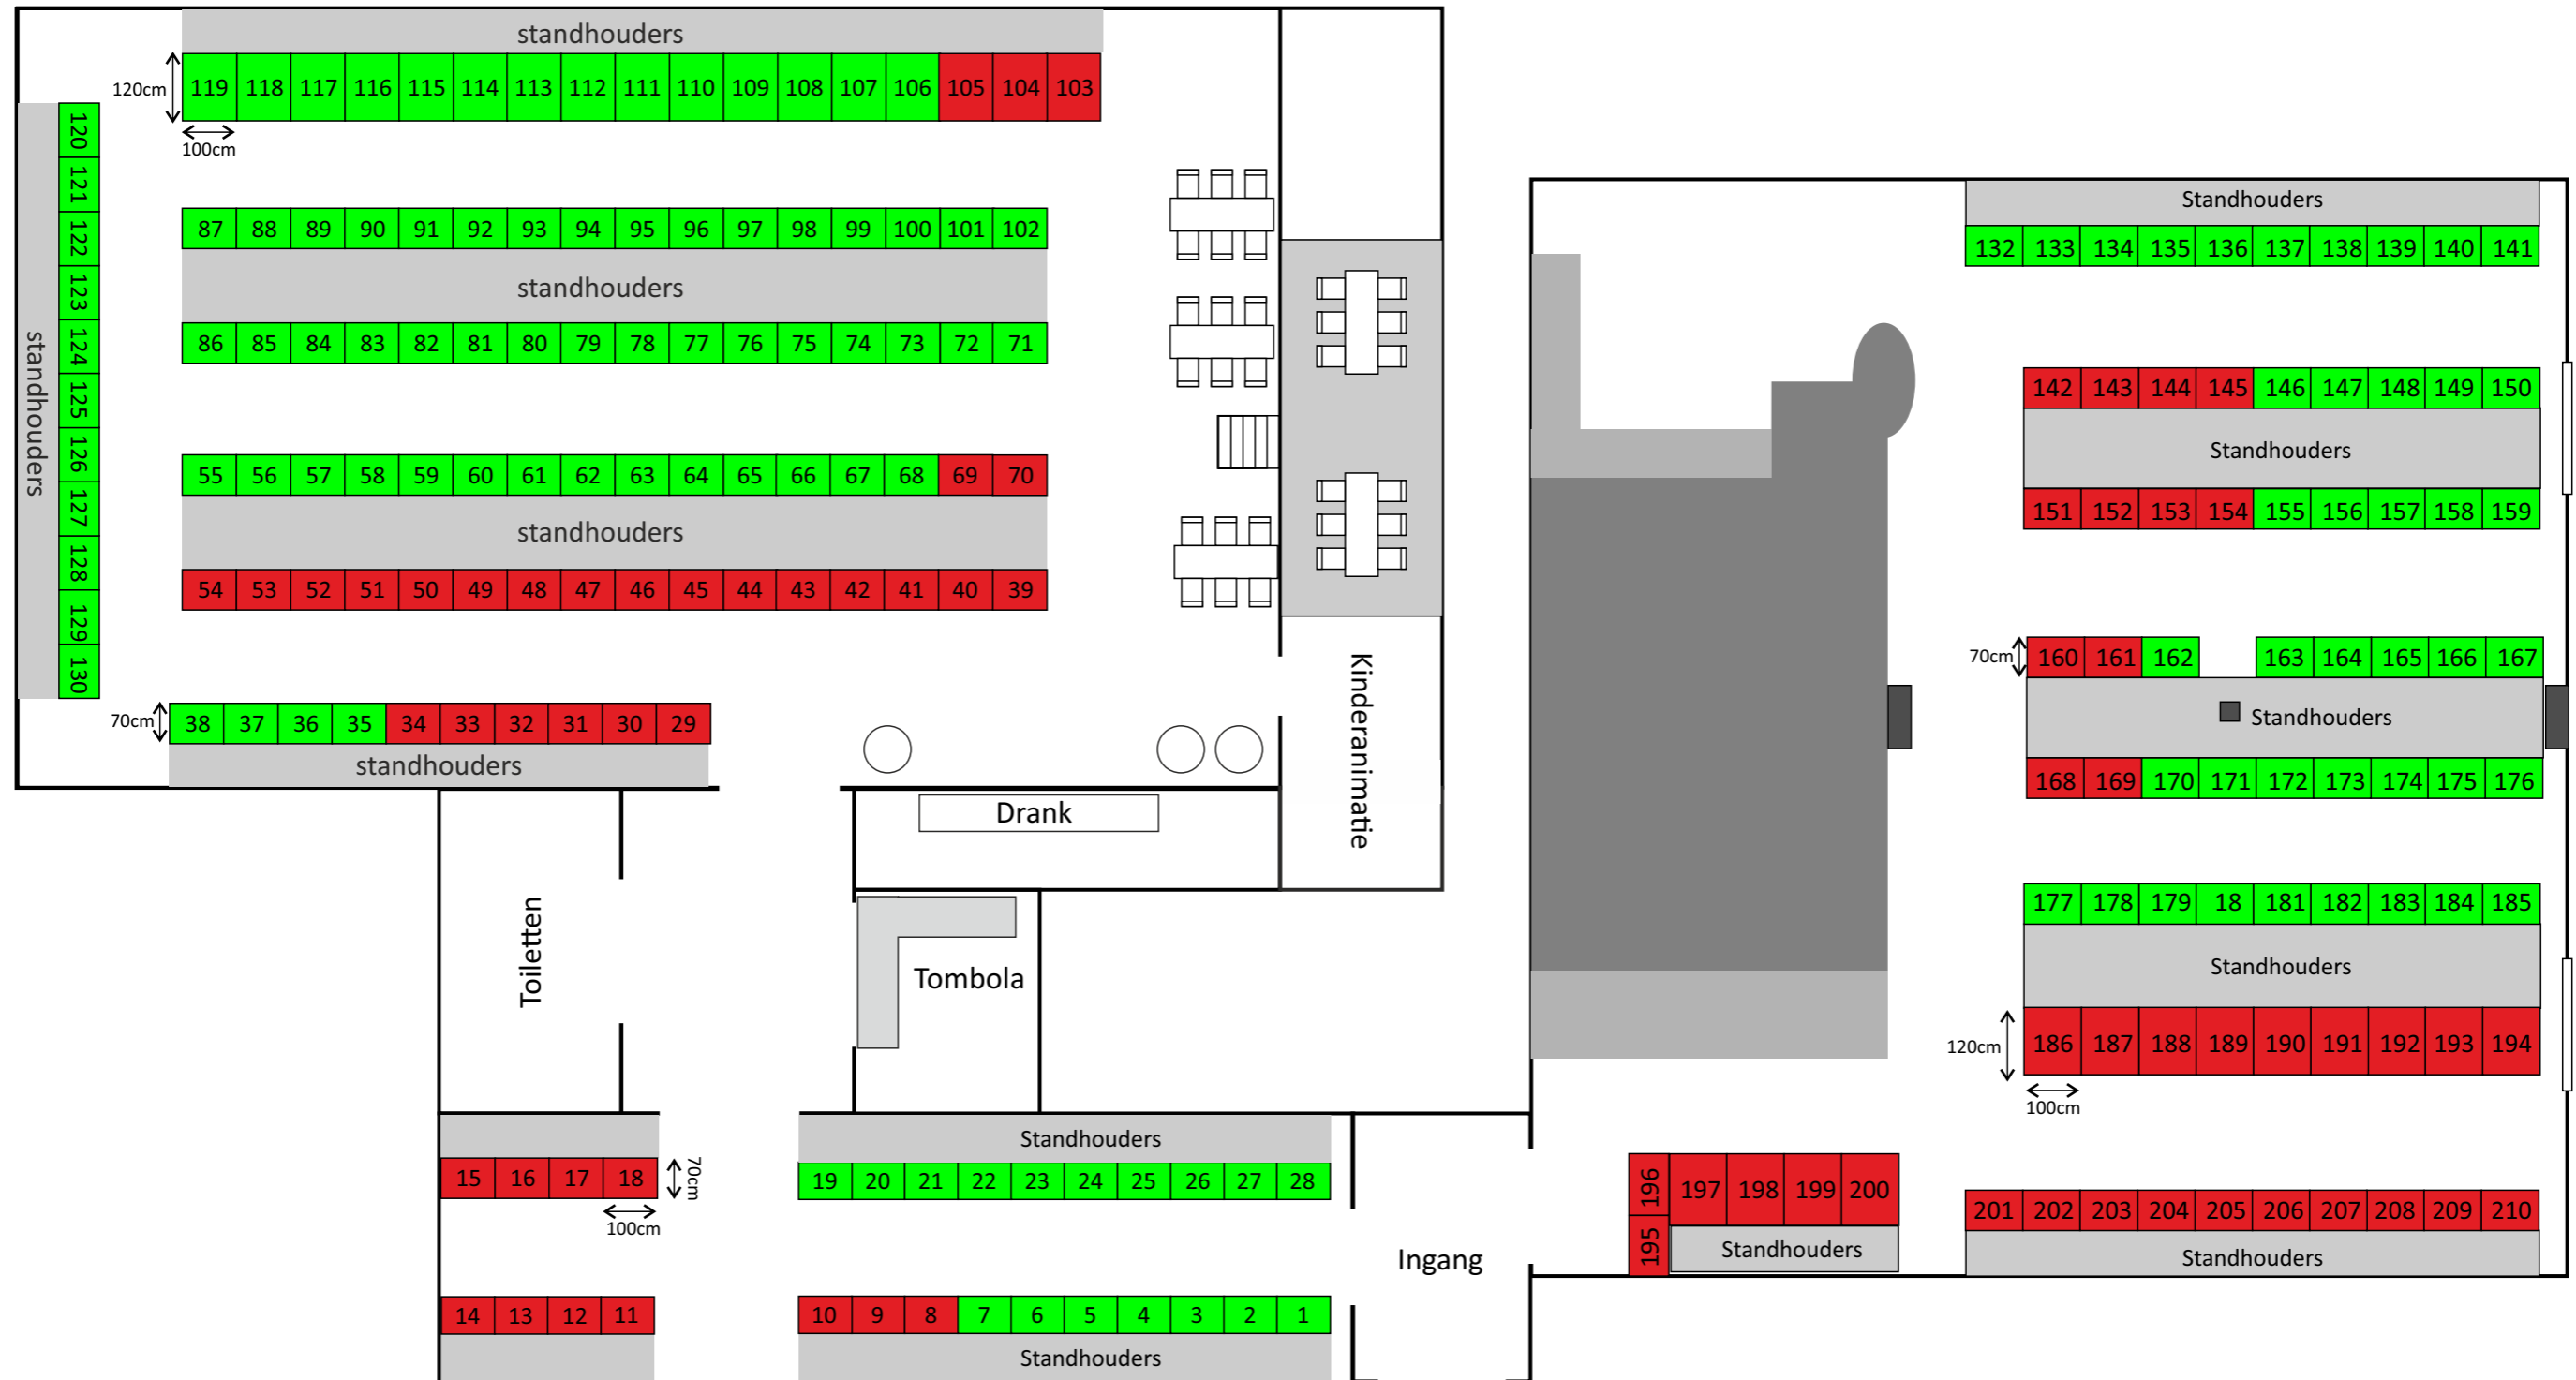 standhouders
120cm
119 118 117 116 115 114 113 112 111 110 109 108 107 106 105 104 103
100cm
standhouders
120 121 122 123 124 125 126 127 128 129 130
87 88 89 90 91 92 93 94 95 96 97 98 99 100 101 102
standhouders
86 85 84 83 82 81 80 79 78 77 76 75 74 73 72 71
55 56 57 58 59 60 61 62 63 64 65 66 67 68 69 70
standhouders
54 53 52 51 50 49 48 47 46 45 44 43 42 41 40 39
70cm
38 37 36 35 34 33 32 31 30 29
standhouders
Kinderanimatie
Drank
Toiletten
Tombola
15 16 17 18
70cm
100cm
14 13 12 11
Standhouders
19 20 21 22 23 24 25 26 27 28
10 9 8 7 6 5 4 3 2 1
Standhouders
Ingang
Standhouders
132 133 134 135 136 137 138 139 140 141
142 143 144 145 146 147 148 149 150
Standhouders
151 152 153 154 155 156 157 158 159
70cm
160 161 162 163 164 165 166 167
Standhouders
168 169 170 171 172 173 174 175 176
177 178 179 18 181 182 183 184 185
Standhouders
120cm
186 187 188 189 190 191 192 193 194
100cm
196 195
197 198 199 200
Standhouders
201 202 203 204 205 206 207 208 209 210
Standhouders